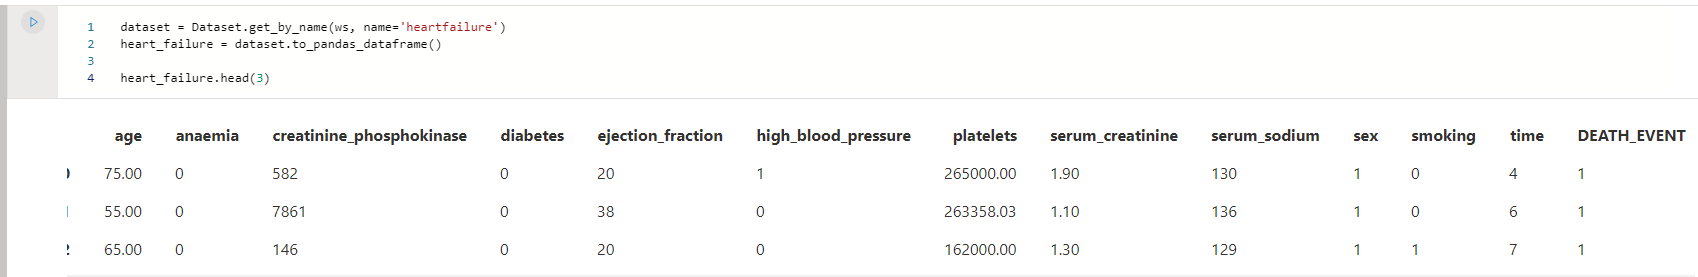 1 dataset = Dataset.get_by_name(ws, name='heartfailure')
2 heart_failure = dataset.to_pandas_dataframe()
3
4 heart_failure.head(3)
age anaemia creatinine_phosphokinase diabetes ejection_fraction high_blood_pressure platelets serum_creatinine serum_sodium sex smoking time DEATH_EVENT
75.00 0 582 0 20 1 265000.00 1.90 130 1 0 4 1
55.00 0 7861 0 38 0 263358.03 1.10 136 1 0 6 1
65.00 0 146 0 20 0 162000.00 1.30 129 1 1 7 1